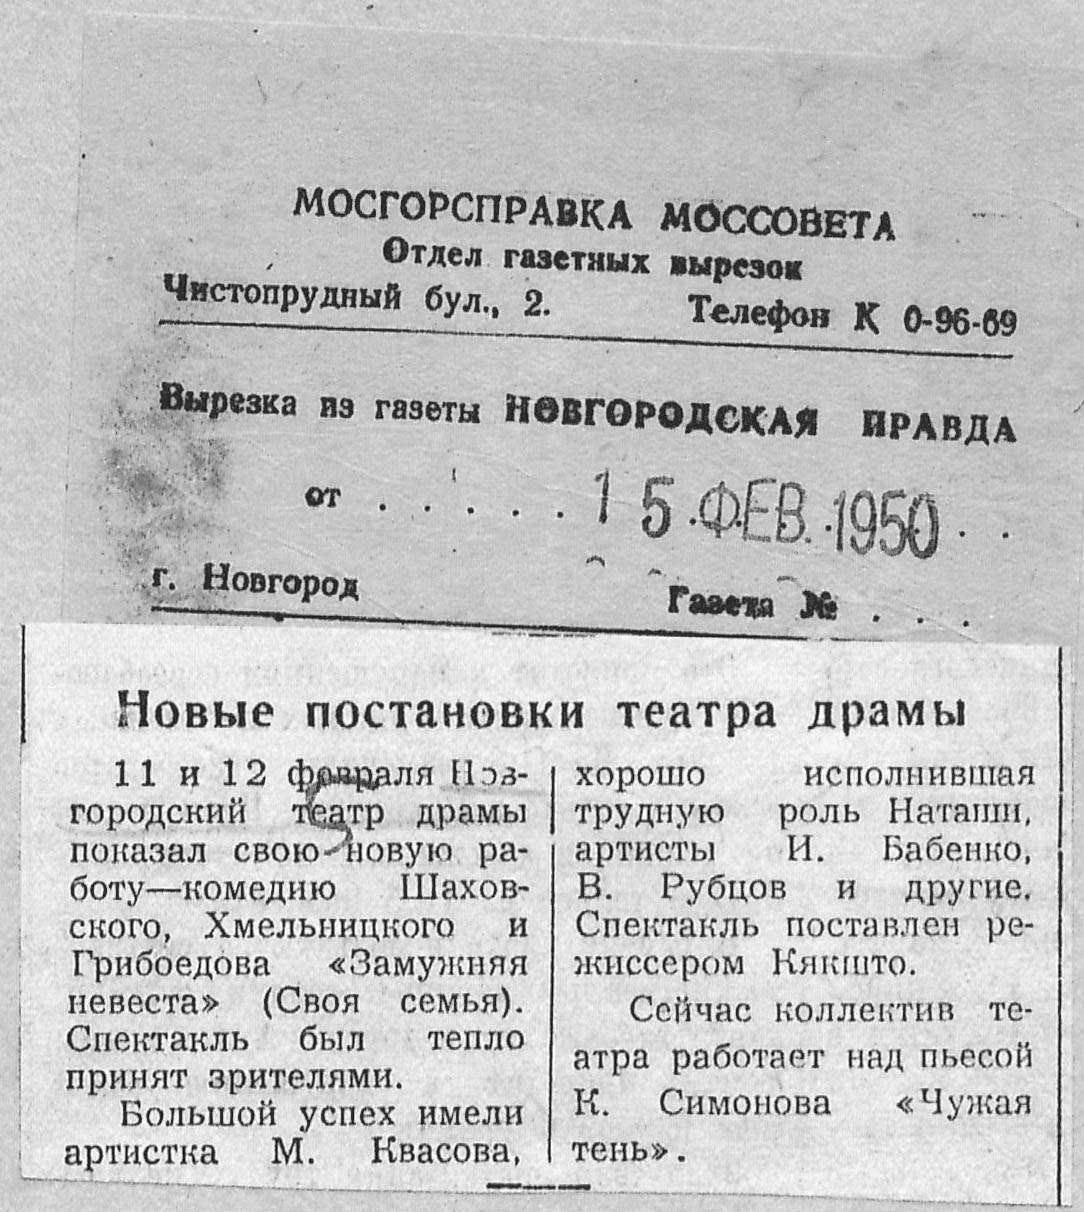 МОСГОРСПРАВКА МОССОВЕТА
Отдел газетных вырезок
Чистопрудный бул., 2. Телефон К 0-96-69
Вырезка из газеты НОВГОРОДСКАЯ ПРАВДА
от . . . . . 15 ФЕВ. 1950 . .
г. Новгород Газета № . . .
Новые постановки театра драмы
11 и 12 февраля Нов-
городский театр драмы
показал свою новую ра-
боту—комедию Шахов-
ского, Хмельницкого и
Грибоедова «Замужняя
невеста» (Своя семья).
Спектакль был тепло
принят зрителями.
Большой успех имели
артистка М. Квасова,
хорошо исполнившая
трудную роль Наташи,
артисты И. Бабенко,
В. Рубцов и другие.
Спектакль поставлен ре-
жиссером Кякшто.
Сейчас коллектив те-
атра работает над пьесой
К. Симонова «Чужая
тень».